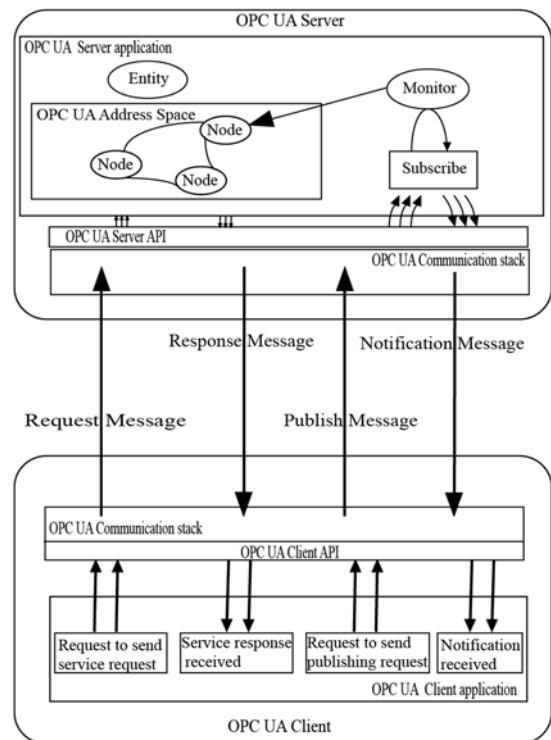 OPC UA Server
OPC UA Server application
Entity
Monitor
OPC UA Address Space
Node
Node
Node
Subscribe
OPC UA Server API
OPC UA Communication stack
Response Message
Notification Message
Request Message
Publish Message
OPC UA Communication stack
OPC UA Client API
Request to send
service request
Service response
received
Request to send
publishing request
Notification
received
OPC UA Client application
OPC UA Client